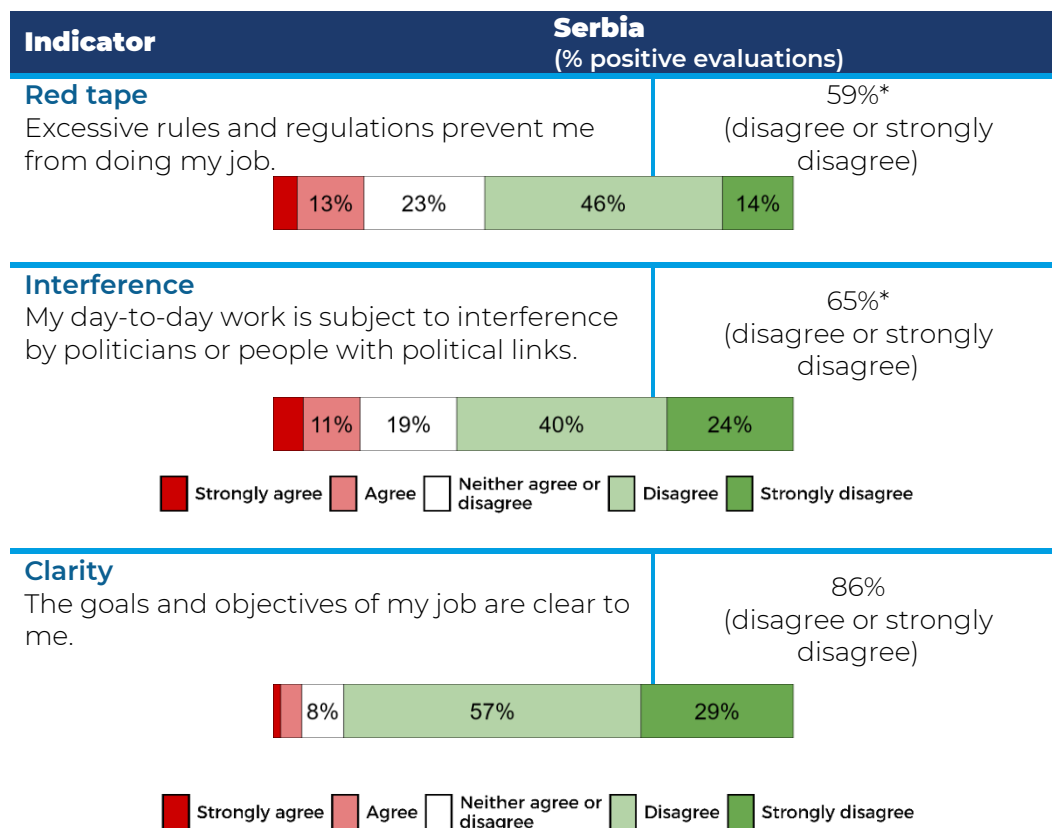 Indicator
Serbia
(% positive evaluations)
Red tape
Excessive rules and regulations prevent me
from doing my job.
59%*
(disagree or strongly
disagree)
13% 23% 46% 14%
Interference
My day-to-day work is subject to interference
by politicians or people with political links.
65%*
(disagree or strongly
disagree)
11% 19% 40% 24%
Strongly agree Agree Neither agree or
disagree Disagree Strongly disagree
Clarity
The goals and objectives of my job are clear to
me.
86%
(disagree or strongly
disagree)
8% 57% 29%
Strongly agree Agree Neither agree or
disagree Disagree Strongly disagree